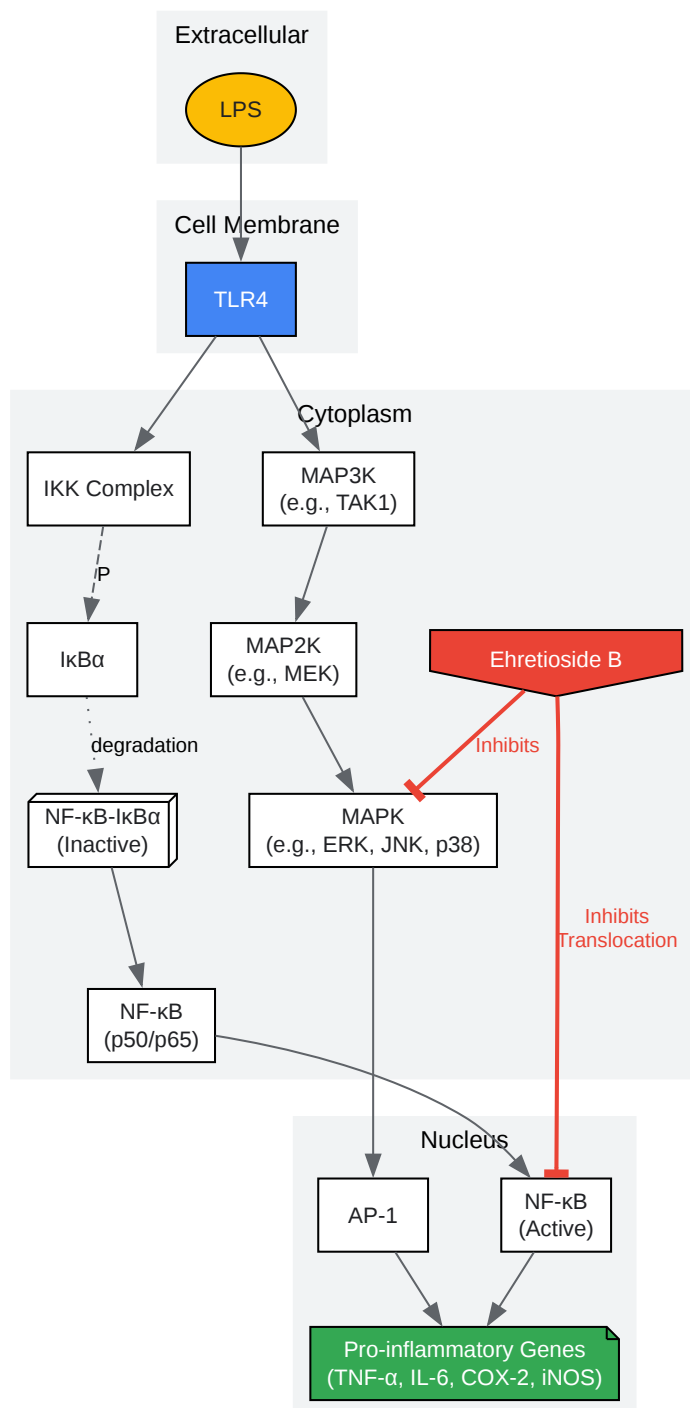 Extracellular
LPS
Cell Membrane
TLR4
Cytoplasm
IKK Complex
MAP3K
(e.g., TAK1)
P
IκBα
MAP2K
(e.g., MEK)
Ehretioside B
Inhibits
degradation
NF-κB-IκBα
(Inactive)
MAPK
(e.g., ERK, JNK, p38)
Inhibits
Translocation
NF-κB
(p50/p65)
Nucleus
AP-1
NF-κB
(Active)
Pro-inflammatory Genes
(TNF-α, IL-6, COX-2, iNOS)